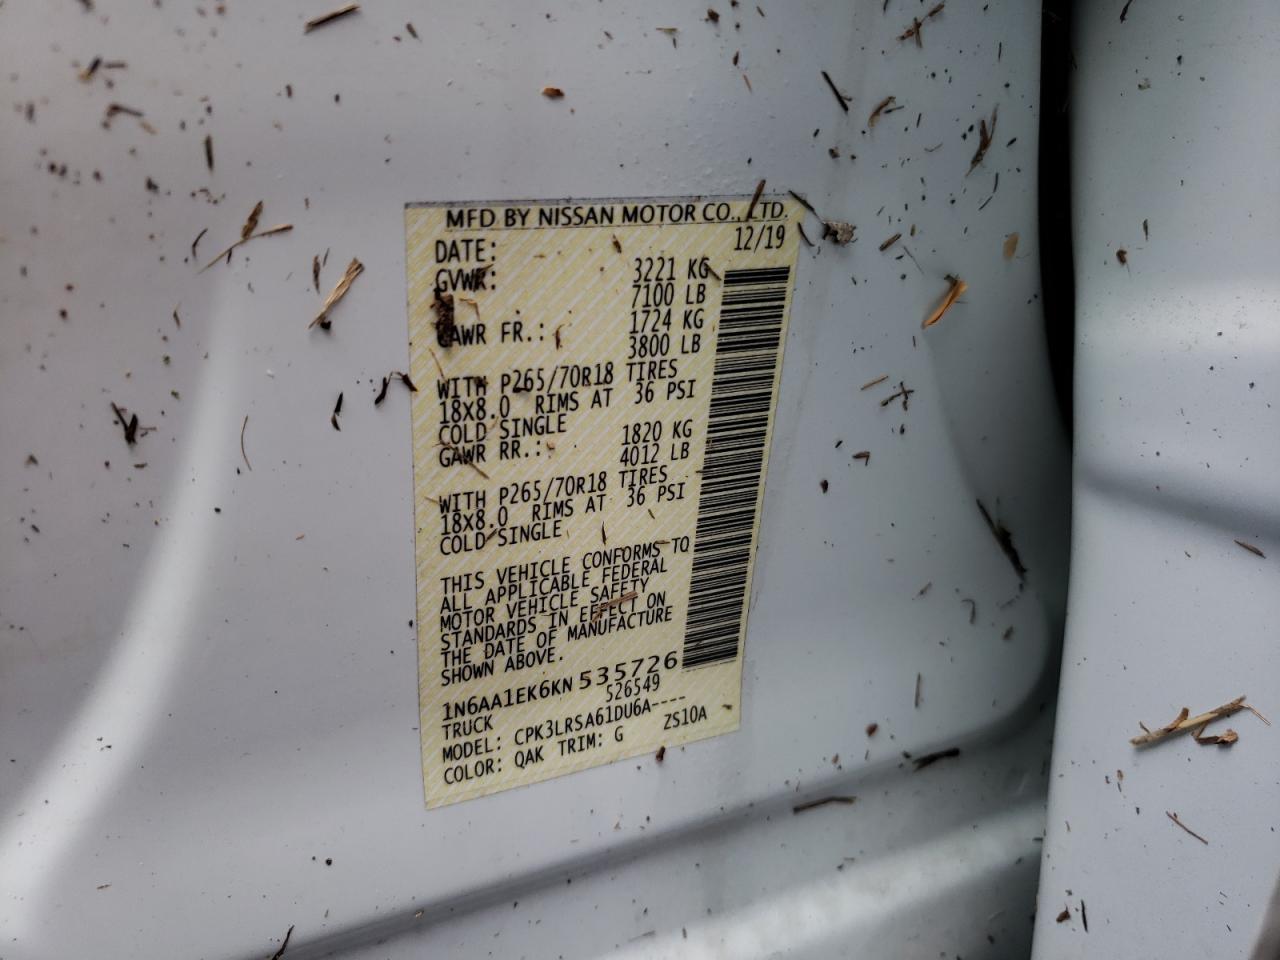 MFD BY NISSAN MOTOR CO., LTD.
DATE: 12/19
GVWR: 3221 KG
7100 LB
GAWR FR.: 1724 KG
3800 LB
WITH P265/70R18 TIRES
18X8.0 RIMS AT 36 PSI
COLD SINGLE
GAWR RR.: 1820 KG
4012 LB
WITH P265/70R18 TIRES
18X8.0 RIMS AT 36 PSI
COLD SINGLE
THIS VEHICLE CONFORMS TO
ALL APPLICABLE FEDERAL
MOTOR VEHICLE SAFETY
STANDARDS IN EFFECT ON
THE DATE OF MANUFACTURE
SHOWN ABOVE.
1N6AA1EK6KN535726
TRUCK 526549
MODEL: CPK3LRSA61DU6A----
COLOR: QAK TRIM: G ZS10A